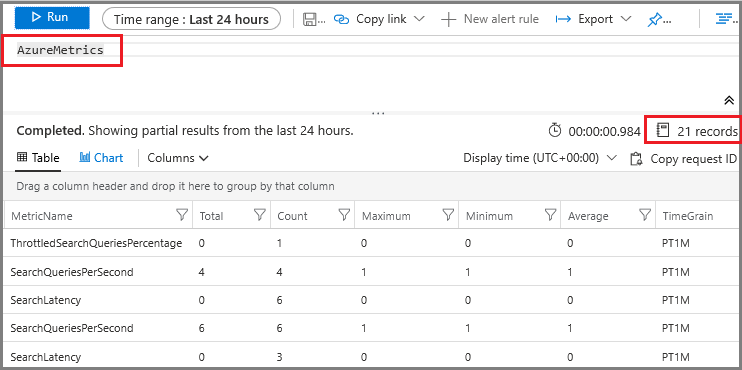 Run Time range : Last 24 hours Save Copy link New alert rule Export
AzureMetrics
Completed. Showing partial results from the last 24 hours. 00:00:00.984 21 records
Table Chart Columns Display time (UTC+00:00) Copy request ID
Drag a column header and drop it here to group by that column
MetricName Total Count Maximum Minimum Average TimeGrain
ThrottledSearchQueriesPercentage 0 1 0 0 0 PT1M
SearchQueriesPerSecond 4 4 1 1 1 PT1M
SearchLatency 0 6 0 0 0 PT1M
SearchQueriesPerSecond 6 6 1 1 1 PT1M
SearchLatency 0 3 0 0 0 PT1M